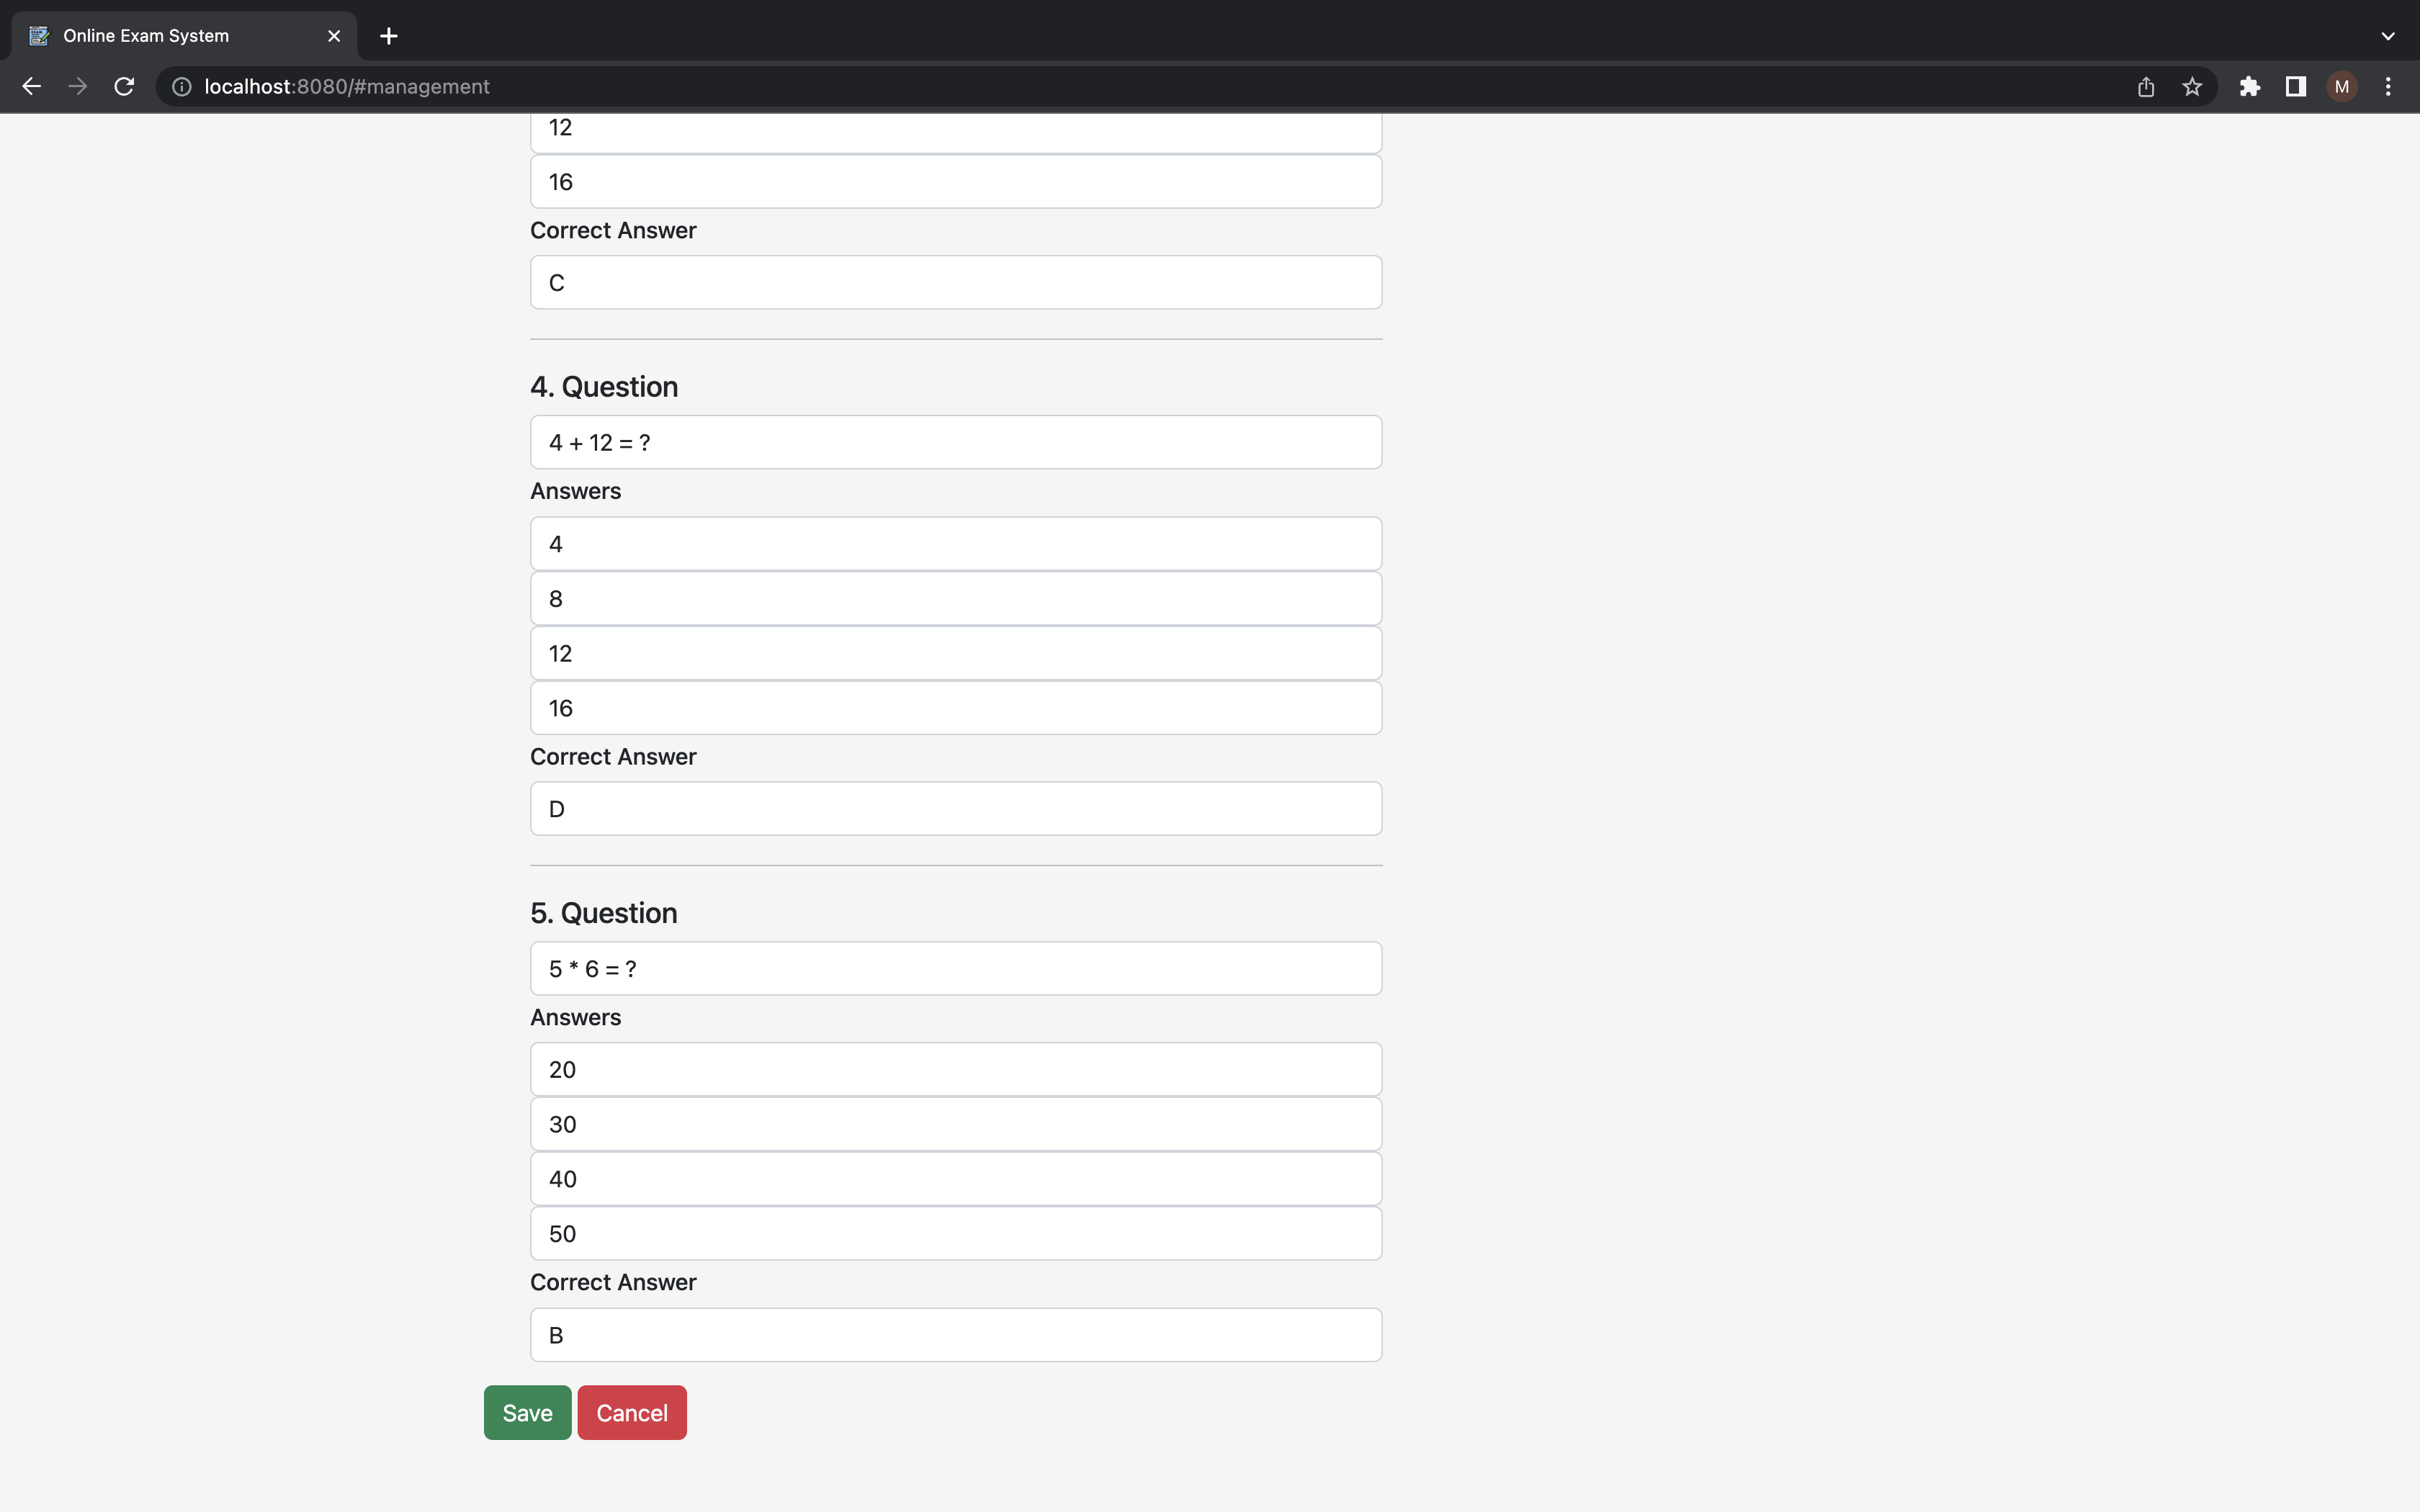 Online Exam System
localhost:8080/#management
M
12
16
Correct Answer
C
4. Question
4 + 12 = ?
Answers
4
8
12
16
Correct Answer
D
5. Question
5 * 6 = ?
Answers
20
30
40
50
Correct Answer
B
Save Cancel